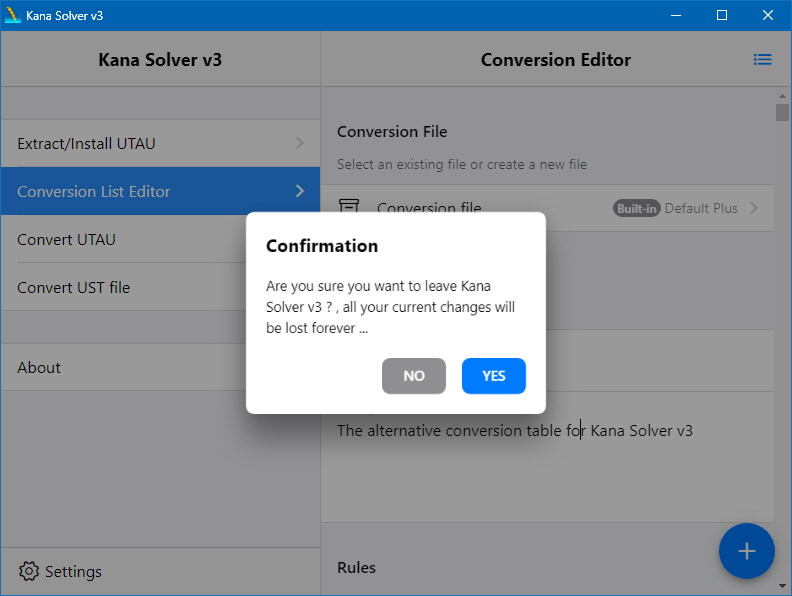 Kana Solver v3
Kana Solver v3
Conversion Editor
Extract/Install UTAU
Conversion List Editor
Convert UTAU
Convert UST file
About
Settings
Conversion File
Select an existing file or create a new file
Conversion file
Built-in Default Plus
Confirmation
Are you sure you want to leave Kana
Solver v3 ? , all your current changes will
be lost forever ...
NO
YES
The alternative conversion table for Kana Solver v3
Rules